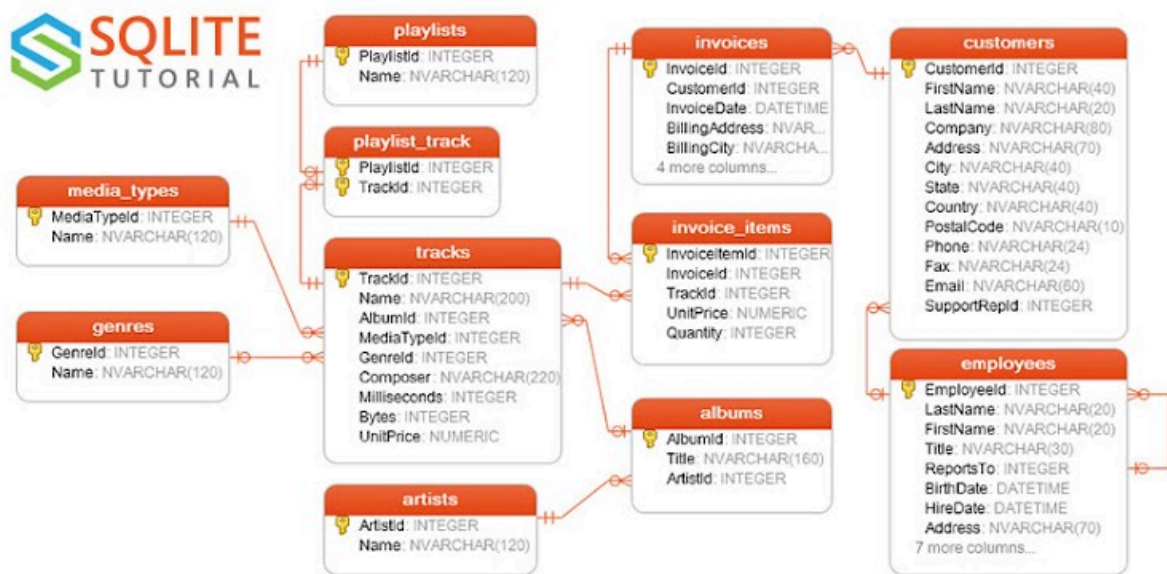 SQLITE
TUTORIAL
playlists
PlaylistId: INTEGER
Name: NVARCHAR(120)
playlist_track
PlaylistId: INTEGER
TrackId: INTEGER
media_types
MediaTypeId: INTEGER
Name: NVARCHAR(120)
genres
GenreId: INTEGER
Name: NVARCHAR(120)
tracks
TrackId: INTEGER
Name: NVARCHAR(200)
AlbumId: INTEGER
MediaTypeId: INTEGER
GenreId: INTEGER
Composer: NVARCHAR(220)
Milliseconds: INTEGER
Bytes: INTEGER
UnitPrice: NUMERIC
artists
ArtistId: INTEGER
Name: NVARCHAR(120)
invoices
InvoiceId: INTEGER
CustomerId: INTEGER
InvoiceDate: DATETIME
BillingAddress: NVAR...
BillingCity: NVARCHA...
4 more columns...
invoice_items
InvoiceItemId: INTEGER
InvoiceId: INTEGER
TrackId: INTEGER
UnitPrice: NUMERIC
Quantity: INTEGER
albums
AlbumId: INTEGER
Title: NVARCHAR(160)
ArtistId: INTEGER
customers
CustomerId: INTEGER
FirstName: NVARCHAR(40)
LastName: NVARCHAR(20)
Company: NVARCHAR(80)
Address: NVARCHAR(70)
City: NVARCHAR(40)
State: NVARCHAR(40)
Country: NVARCHAR(40)
PostalCode: NVARCHAR(10)
Phone: NVARCHAR(24)
Fax: NVARCHAR(24)
Email: NVARCHAR(60)
SupportRepId: INTEGER
employees
EmployeeId: INTEGER
LastName: NVARCHAR(20)
FirstName: NVARCHAR(20)
Title: NVARCHAR(30)
ReportsTo: INTEGER
BirthDate: DATETIME
HireDate: DATETIME
Address: NVARCHAR(70)
7 more columns...